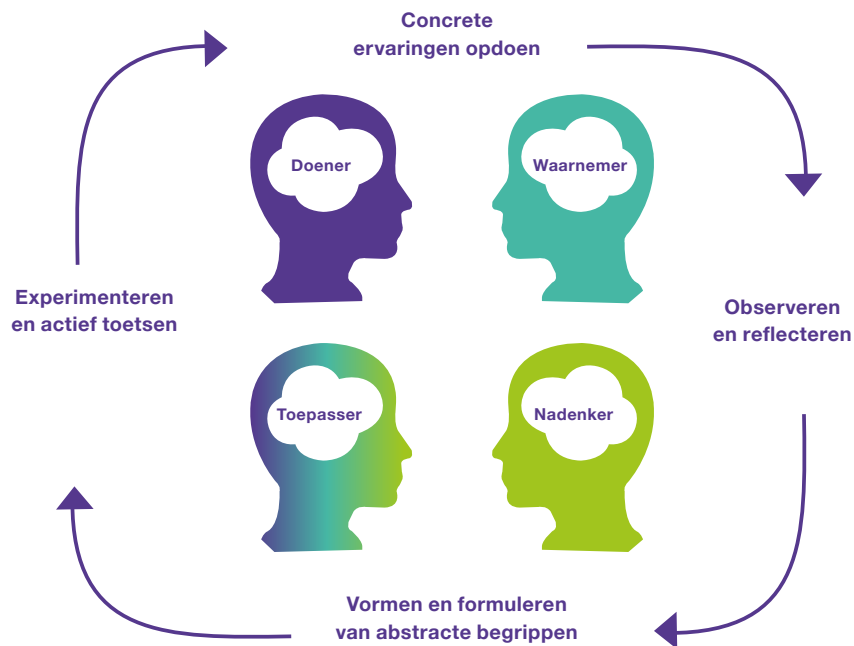 Concrete
ervaringen opdoen
Doener
Waarnemer
Experimenteren
en actief toetsen
Observeren
en reflecteren
Toepasser
Nadenker
Vormen en formuleren
van abstracte begrippen